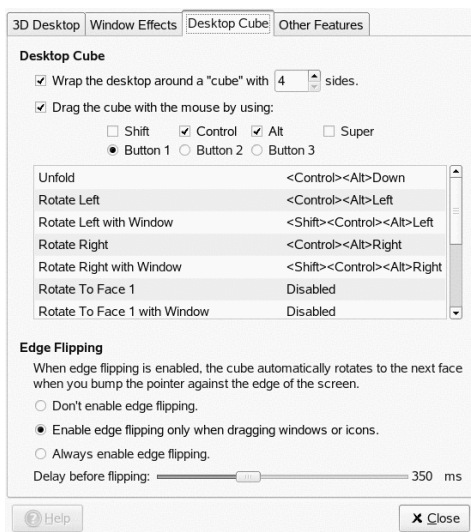 3D Desktop Window Effects Desktop Cube Other Features
Desktop Cube
Wrap the desktop around a "cube" with 4 sides.
Drag the cube with the mouse by using:
Shift Control Alt Super
Button 1 Button 2 Button 3
Unfold <Control><Alt>Down
Rotate Left <Control><Alt>Left
Rotate Left with Window <Shift><Control><Alt>Left
Rotate Right <Control><Alt>Right
Rotate Right with Window <Shift><Control><Alt>Right
Rotate To Face 1 Disabled
Rotate To Face 1 with Window Disabled
Edge Flipping
When edge flipping is enabled, the cube automatically rotates to the next face
when you bump the pointer against the edge of the screen.
Don't enable edge flipping.
Enable edge flipping only when dragging windows or icons.
Always enable edge flipping.
Delay before flipping: 350 ms
Help Close